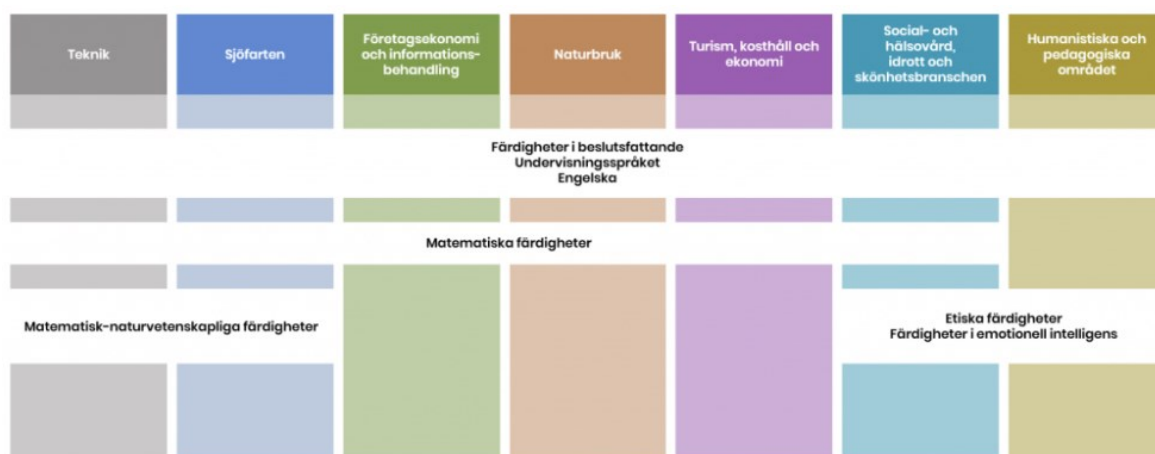 Teknik
Sjöfarten
Företagsekonomi
och informations-
behandling
Naturbruk
Turism, kosthåll och
ekonomi
Social- och
hälsovård,
idrott och
skönhetsbranschen
Humanistiska och
pedagogiska
området
Färdigheter i beslutsfattande
Undervisningsspråket
Engelska
Matematiska färdigheter
Matematisk-naturvetenskapliga färdigheter
Etiska färdigheter
Färdigheter i emotionell intelligens